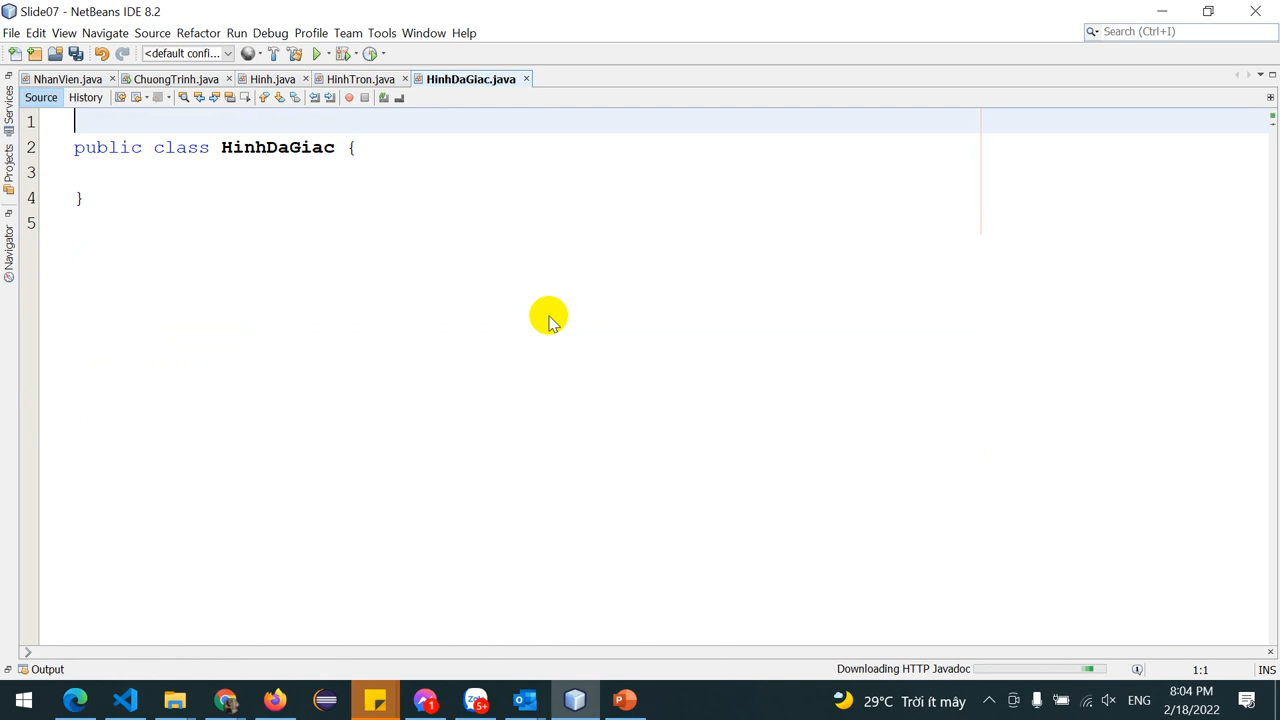 Slide07 - NetBeans IDE 8.2
File Edit View Navigate Source Refactor Run Debug Profile Team Tools Window Help
Search (Ctrl+I)
<default confi...
NhanVien.java ChuongTrinh.java Hinh.java HinhTron.java HinhDaGiac.java
Source History
Services
Projects
Navigator
1
2 public class HinhDaGiac {
3
4 }
5
Output
Downloading HTTP Javadoc
1:1 INS
1
Zalo
5+
29°C Trời ít mây
ENG
8:04 PM
2/18/2022